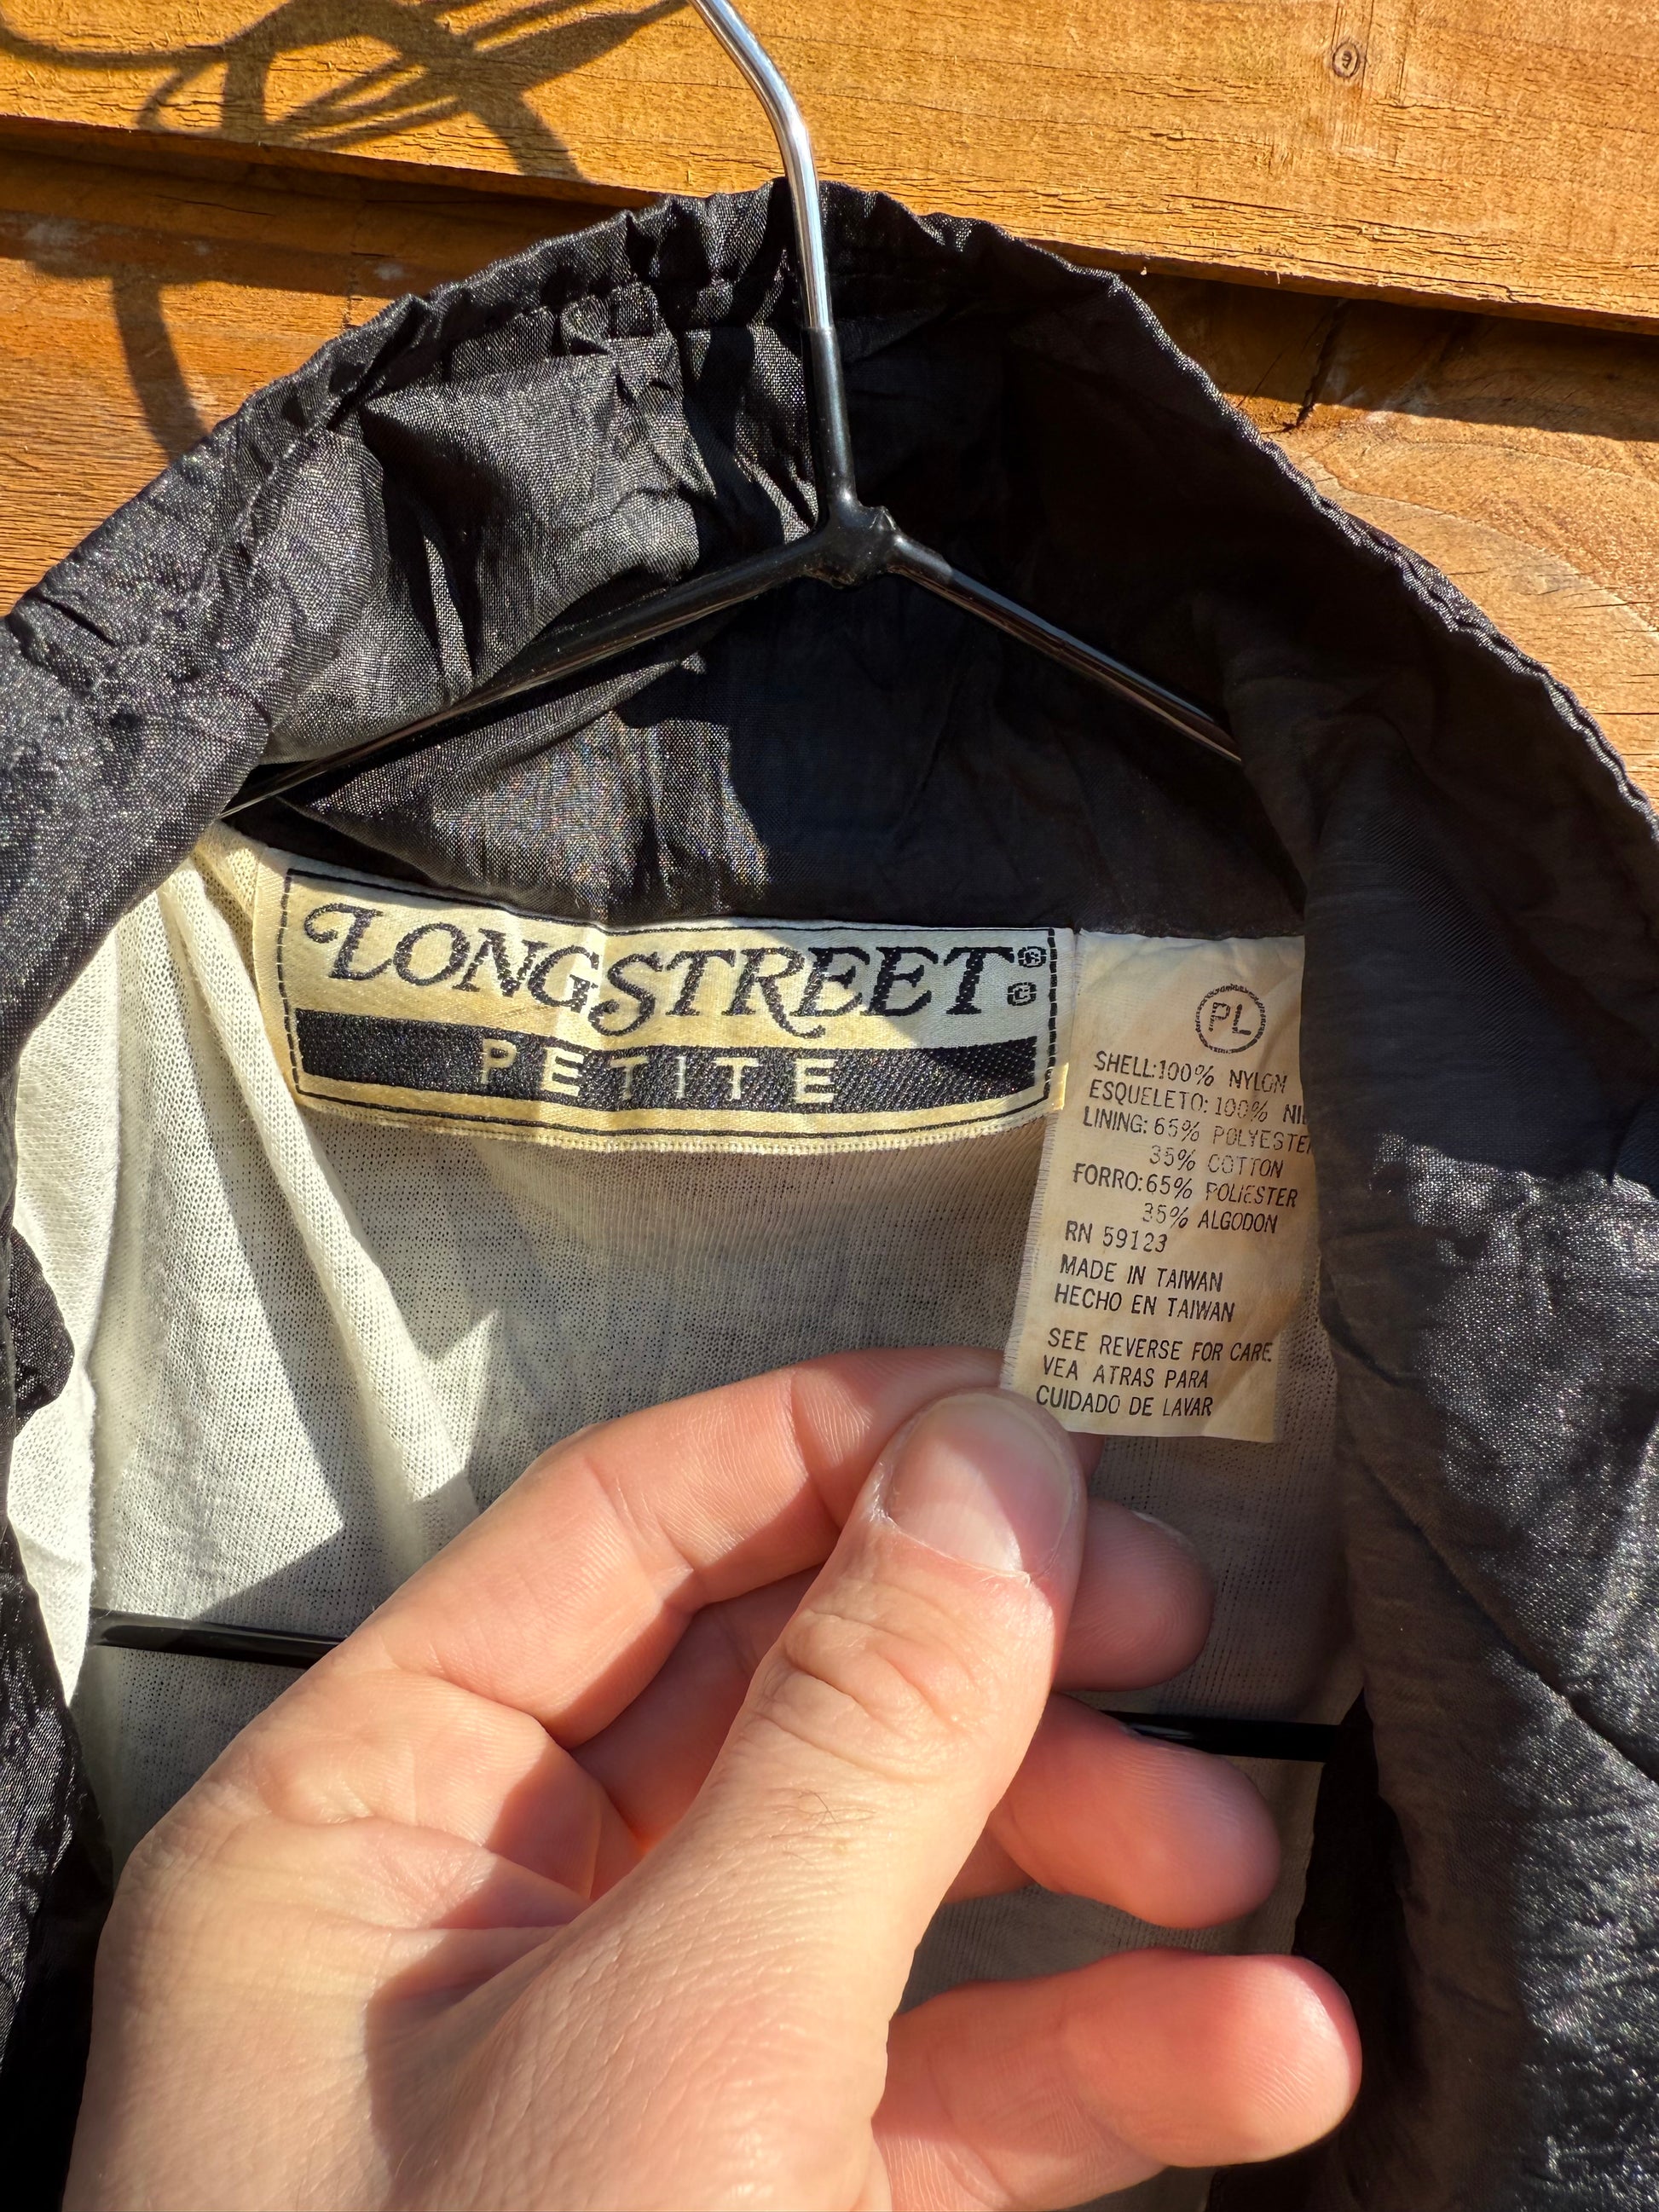 LONGSTREET®
©
PETITE
PL
SHELL:100% NYLON
ESQUELETO: 100%
LINING: 65% POLYESTER
35% COTTON
FORRO:65% POLIESTER
35% ALGODON
RN 59123
MADE IN TAIWAN
HECHO EN TAIWAN
SEE REVERSE FOR CARE
VEA ATRAS PARA
CUIDADO DE LAVAR